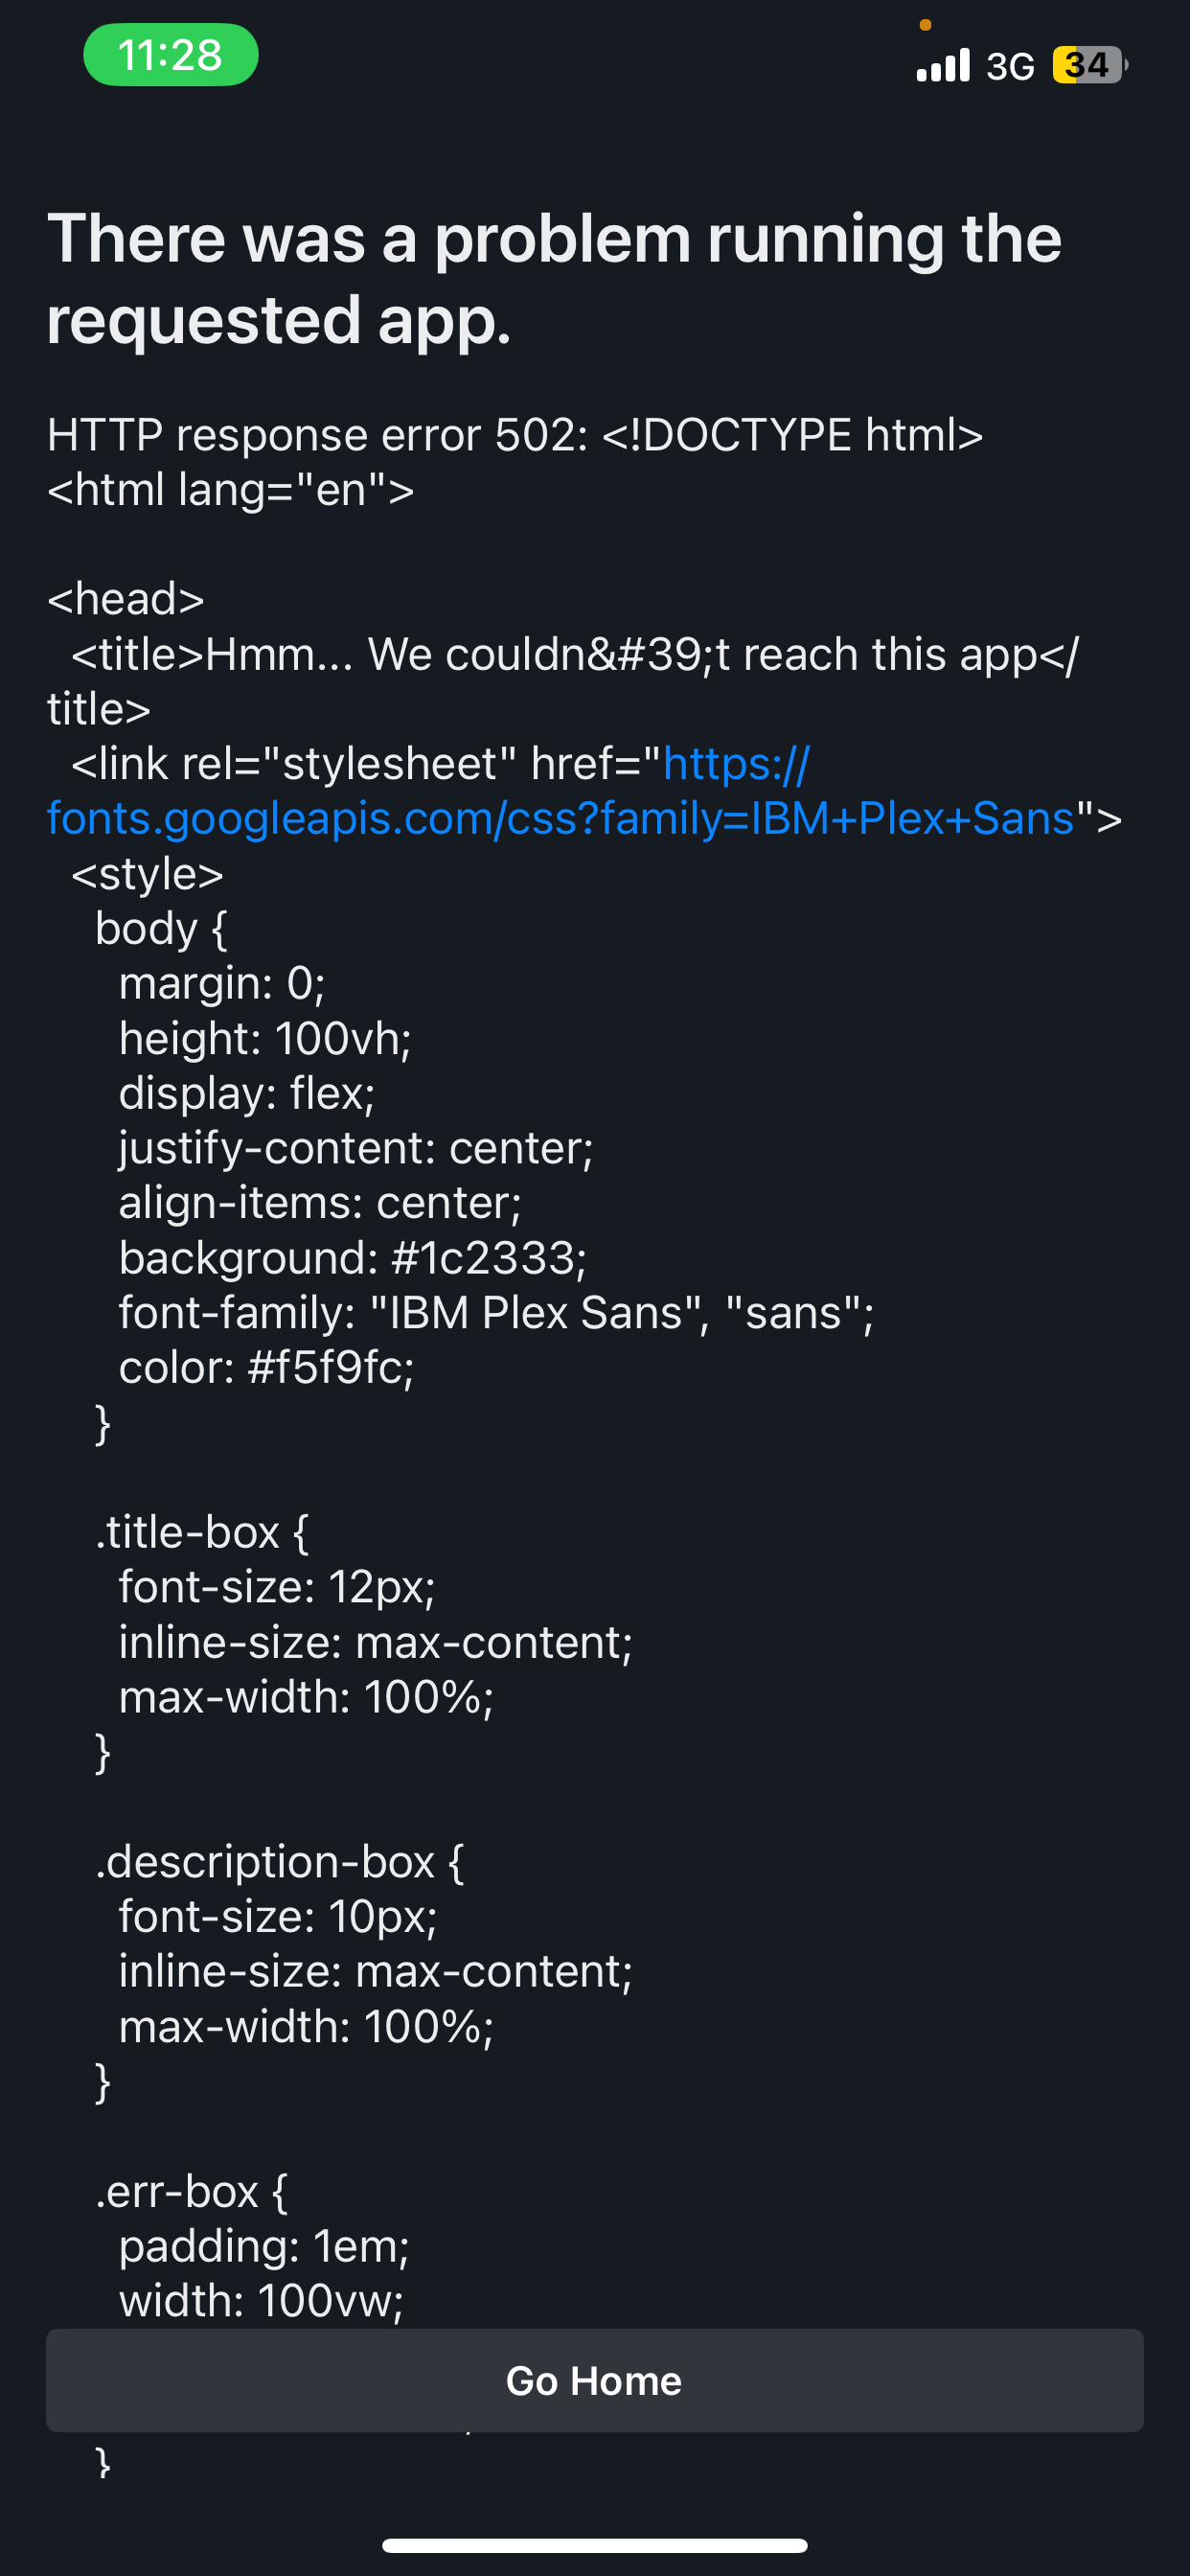 11:28
3G
34
There was a problem running the
requested app.
HTTP response error 502: <!DOCTYPE html>
<html lang="en">
<head>
<title>Hmm... We couldn&#39;t reach this app</
title>
<link rel="stylesheet" href="https://
fonts.googleapis.com/css?family=IBM+Plex+Sans">
<style>
body {
margin: 0;
height: 100vh;
display: flex;
justify-content: center;
align-items: center;
background: #1c2333;
font-family: "IBM Plex Sans", "sans";
color: #f5f9fc;
}
.title-box {
font-size: 12px;
inline-size: max-content;
max-width: 100%;
}
.description-box {
font-size: 10px;
inline-size: max-content;
max-width: 100%;
}
.err-box {
padding: 1em;
width: 100vw;
Go Home
}